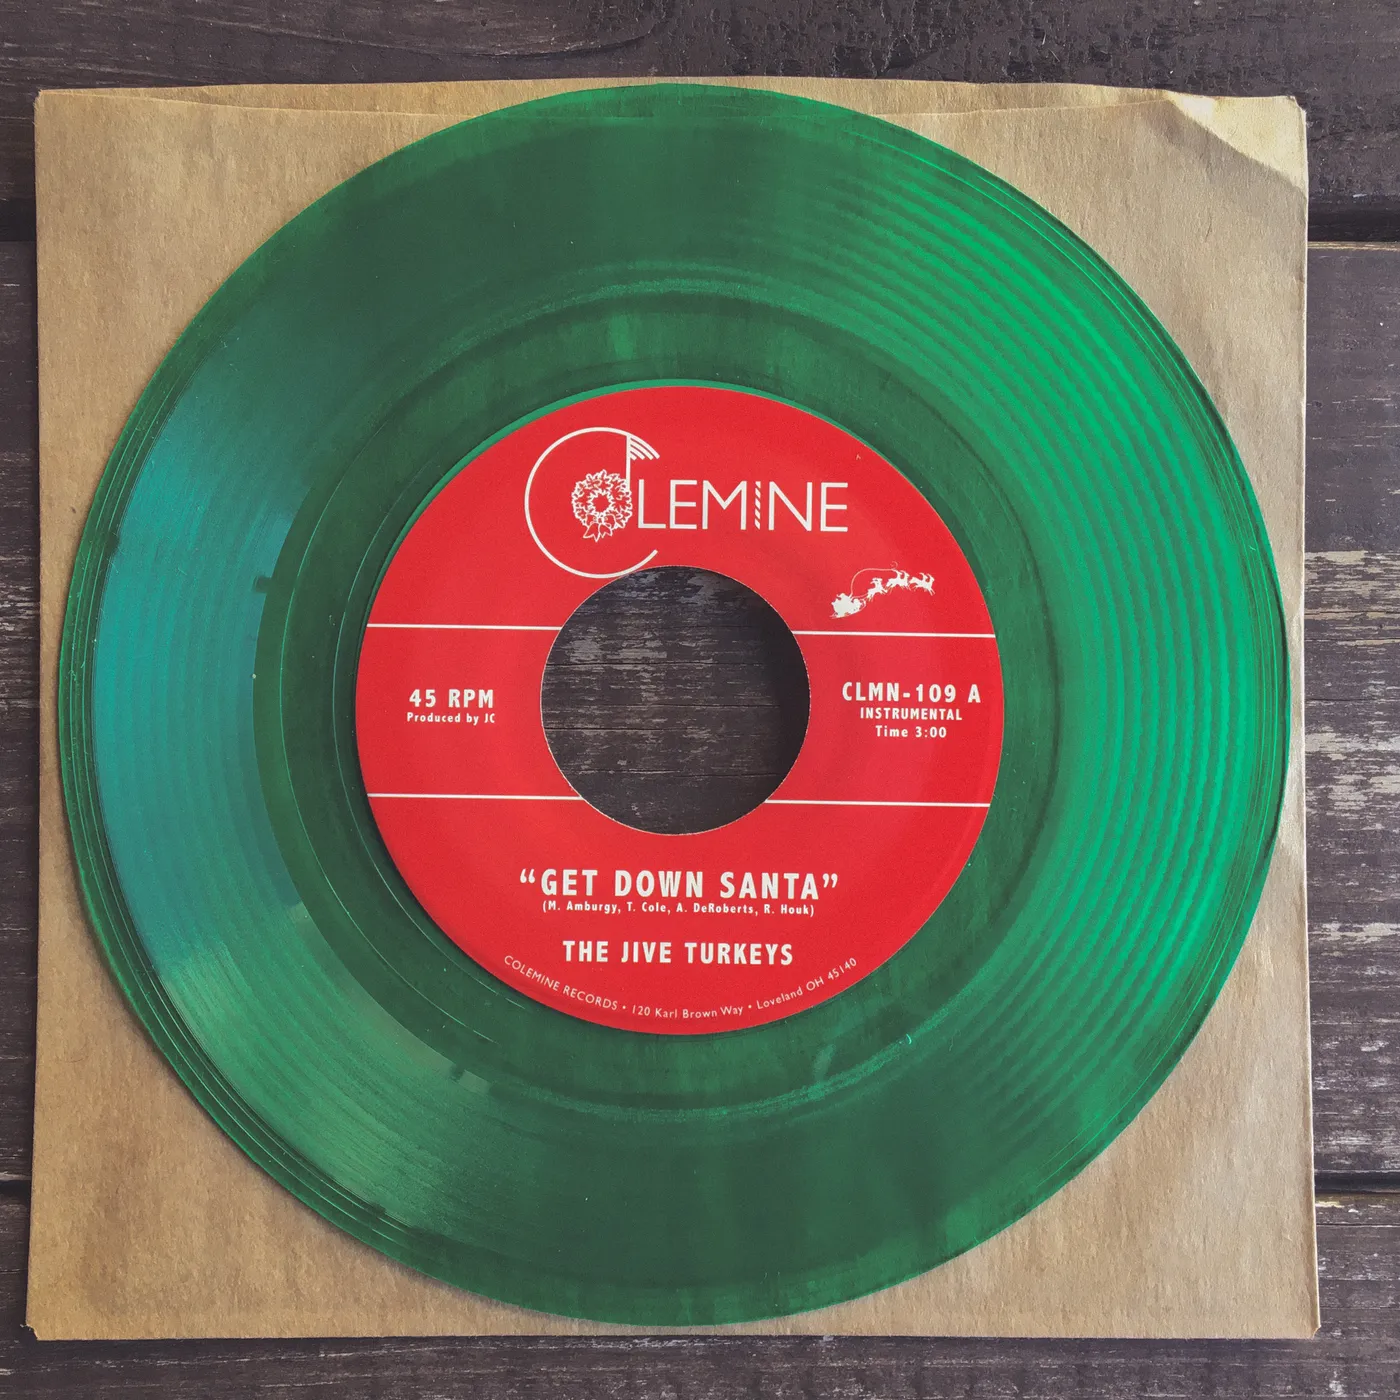 COLEMINE
45 RPM
Produced by JC
CLMN-109 A
INSTRUMENTAL
Time 3:00
“GET DOWN SANTA”
(M. Amburgy, T. Cole, A. DeRoberts, R. Houk)
THE JIVE TURKEYS
COLEMINE RECORDS • 120 Karl Brown Way • Loveland OH 45140